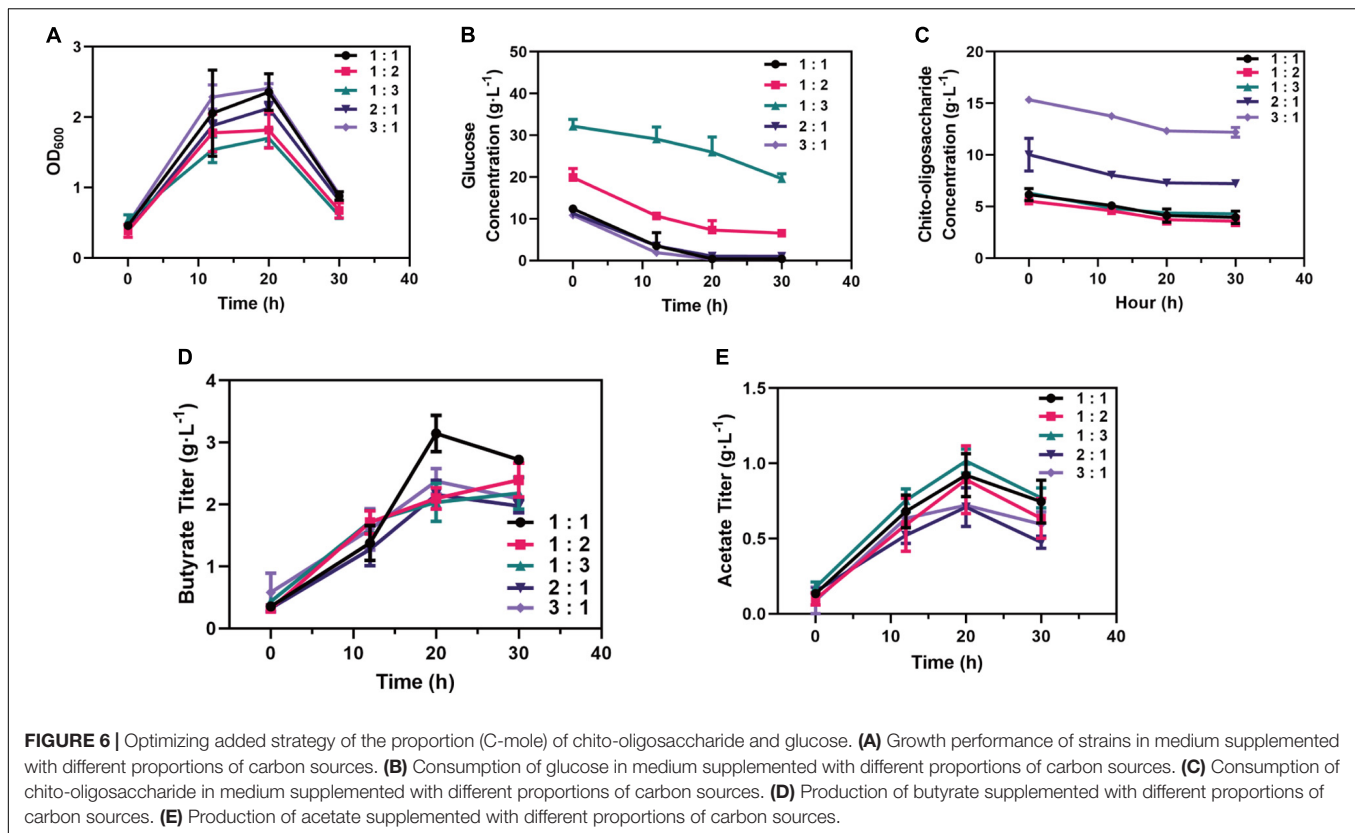 A
3
2
1
0
OD600
0
10
20
30
40
Time (h)
1 : 1
1 : 2
1 : 3
2 : 1
3 : 1
B
50
40
30
20
10
0
Glucose
Concentration (g·L-1)
0
10
20
30
40
Time (h)
1 : 1
1 : 2
1 : 3
2 : 1
3 : 1
C
20
15
10
5
0
Chito-oligosaccharide
Concentration (g·L-1)
0
10
20
30
40
Hour (h)
1 : 1
1 : 2
1 : 3
2 : 1
3 : 1
D
4
3
2
1
0
Butyrate Titer (g·L-1)
0
10
20
30
40
Time (h)
1 : 1
1 : 2
1 : 3
2 : 1
3 : 1
E
1.5
1.0
0.5
0.0
Acetate Titer (g·L-1)
0
10
20
30
40
Time (h)
1 : 1
1 : 2
1 : 3
2 : 1
3 : 1
FIGURE 6 | Optimizing added strategy of the proportion (C-mole) of chito-oligosaccharide and glucose. (A) Growth performance of strains in medium supplemented
with different proportions of carbon sources. (B) Consumption of glucose in medium supplemented with different proportions of carbon sources. (C) Consumption of
chito-oligosaccharide in medium supplemented with different proportions of carbon sources. (D) Production of butyrate supplemented with different proportions of
carbon sources. (E) Production of acetate supplemented with different proportions of carbon sources.